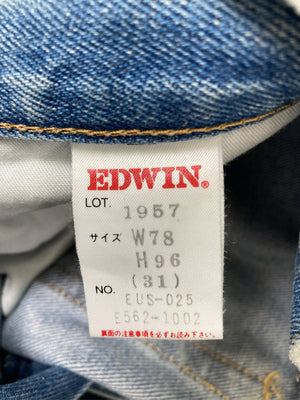 EDWIN®
LOT. 1957
サイズ W78
H96
(31)
NO. EUS-025
E562-1002
裏面の注意事項を必ずお読み下さい